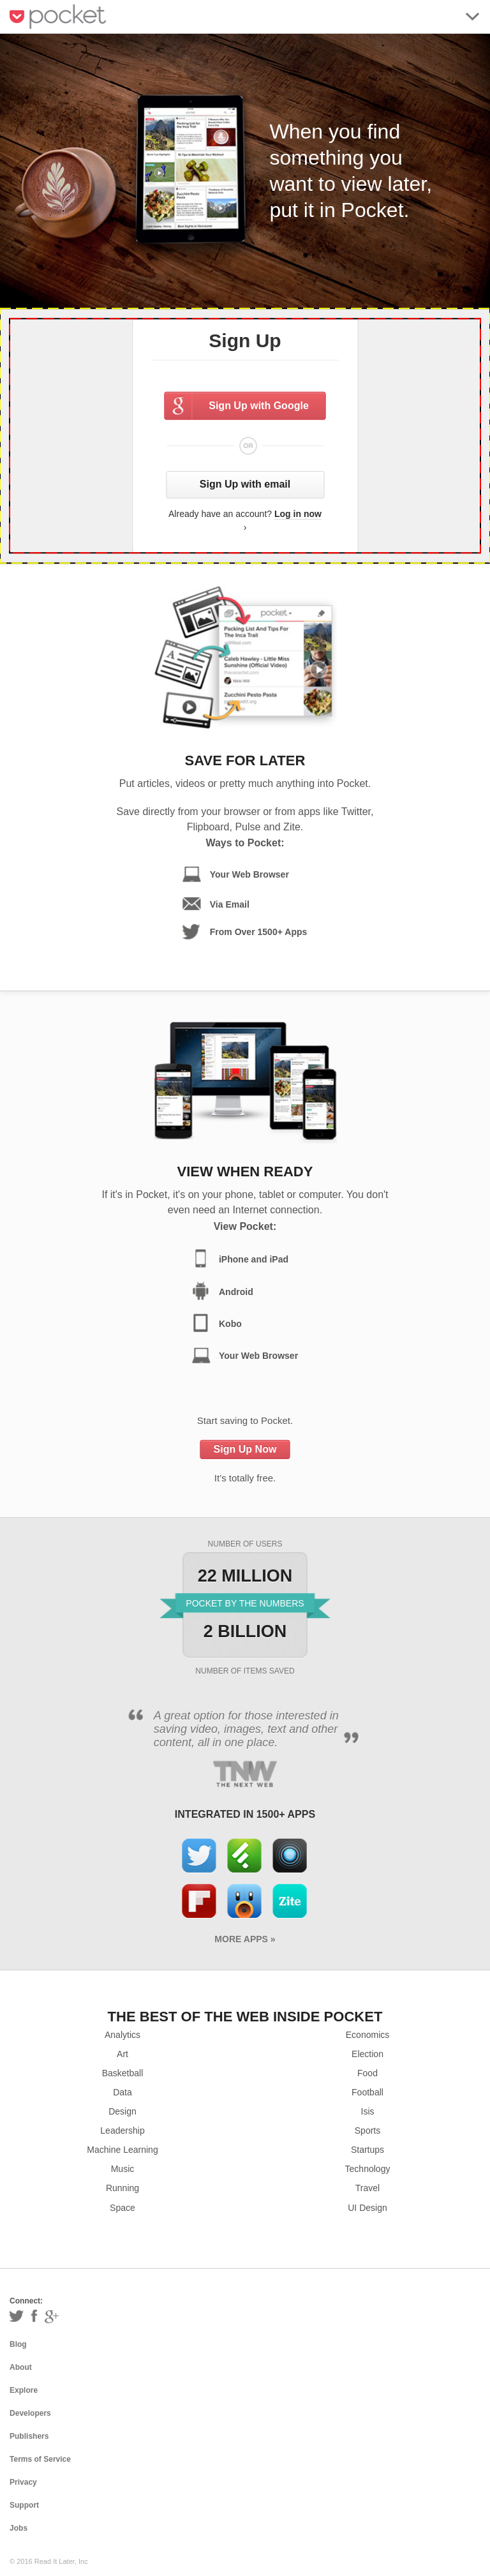 pocket
When you find
something you
want to view later,
put it in Pocket.
Sign Up
Sign Up with Google
OR
Sign Up with email
Already have an account? Log in now
›
pocket
Packing List And Tips For
The Inca Trail
Caleb Hawley - Little Miss
Sunshine (Official Video)
Zucchini Pesto Pasta
SAVE FOR LATER
Put articles, videos or pretty much anything into Pocket.
Save directly from your browser or from apps like Twitter,
Flipboard, Pulse and Zite.
Ways to Pocket:
Your Web Browser
Via Email
From Over 1500+ Apps
VIEW WHEN READY
If it's in Pocket, it's on your phone, tablet or computer. You don't
even need an Internet connection.
View Pocket:
iPhone and iPad
Android
Kobo
Your Web Browser
Start saving to Pocket.
Sign Up Now
It's totally free.
NUMBER OF USERS
22 MILLION
POCKET BY THE NUMBERS
2 BILLION
NUMBER OF ITEMS SAVED
“ A great option for those interested in
saving video, images, text and other
content, all in one place. ”
TNW
THE NEXT WEB
INTEGRATED IN 1500+ APPS
Zite
MORE APPS »
THE BEST OF THE WEB INSIDE POCKET
Analytics
Art
Basketball
Data
Design
Leadership
Machine Learning
Music
Running
Space
Economics
Election
Food
Football
Isis
Sports
Startups
Technology
Travel
UI Design
Connect:
Blog
About
Explore
Developers
Publishers
Terms of Service
Privacy
Support
Jobs
© 2016 Read It Later, Inc